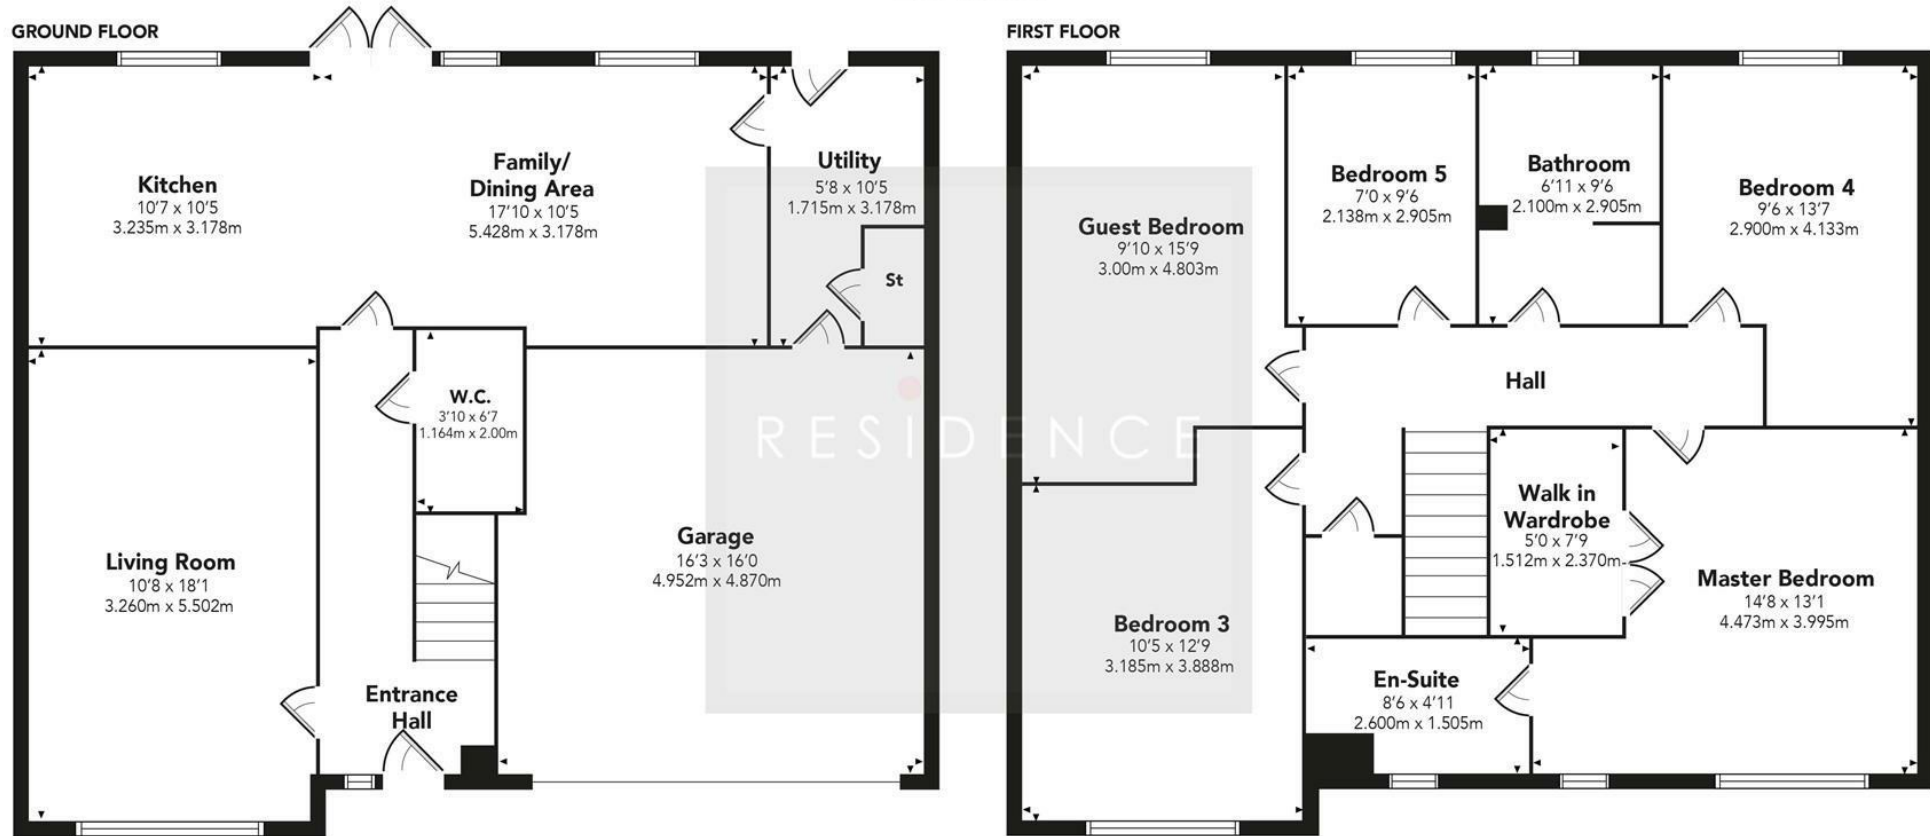 GROUND FLOOR
Kitchen
10'7 x 10'5
3.235m x 3.178m
Family/
Dining Area
17'10 x 10'5
5.428m x 3.178m
Utility
5'8 x 10'5
1.715m x 3.178m
St
W.C.
3'10 x 6'7
1.164m x 2.00m
Living Room
10'8 x 18'1
3.260m x 5.502m
Garage
16'3 x 16'0
4.952m x 4.870m
Entrance
Hall
RESIDENCE
FIRST FLOOR
Guest Bedroom
9'10 x 15'9
3.00m x 4.803m
Bedroom 5
7'0 x 9'6
2.138m x 2.905m
Bathroom
6'11 x 9'6
2.100m x 2.905m
Bedroom 4
9'6 x 13'7
2.900m x 4.133m
Hall
Walk in
Wardrobe
5'0 x 7'9
1.512m x 2.370m
Master Bedroom
14'8 x 13'1
4.473m x 3.995m
Bedroom 3
10'5 x 12'9
3.185m x 3.888m
En-Suite
8'6 x 4'11
2.600m x 1.505m